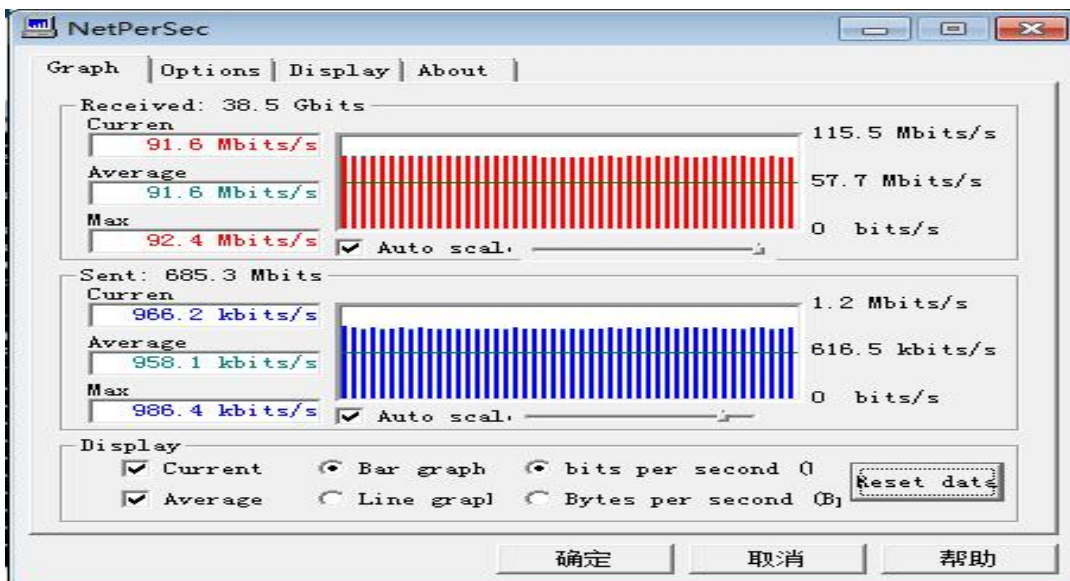 NetPerSec
Graph Options Display About
Received: 38.5 Gbits
Curren
91.6 Mbits/s
Average
91.6 Mbits/s
Max
92.4 Mbits/s
115.5 Mbits/s
57.7 Mbits/s
0 bits/s
Auto scal
Sent: 685.3 Mbits
Curren
966.2 kbits/s
Average
958.1 kbits/s
Max
986.4 kbits/s
1.2 Mbits/s
616.5 kbits/s
0 bits/s
Auto scal
Display
Current Bar graph bits per second (
Average Line grap Bytes per second (B
Reset data
确定 取消 帮助